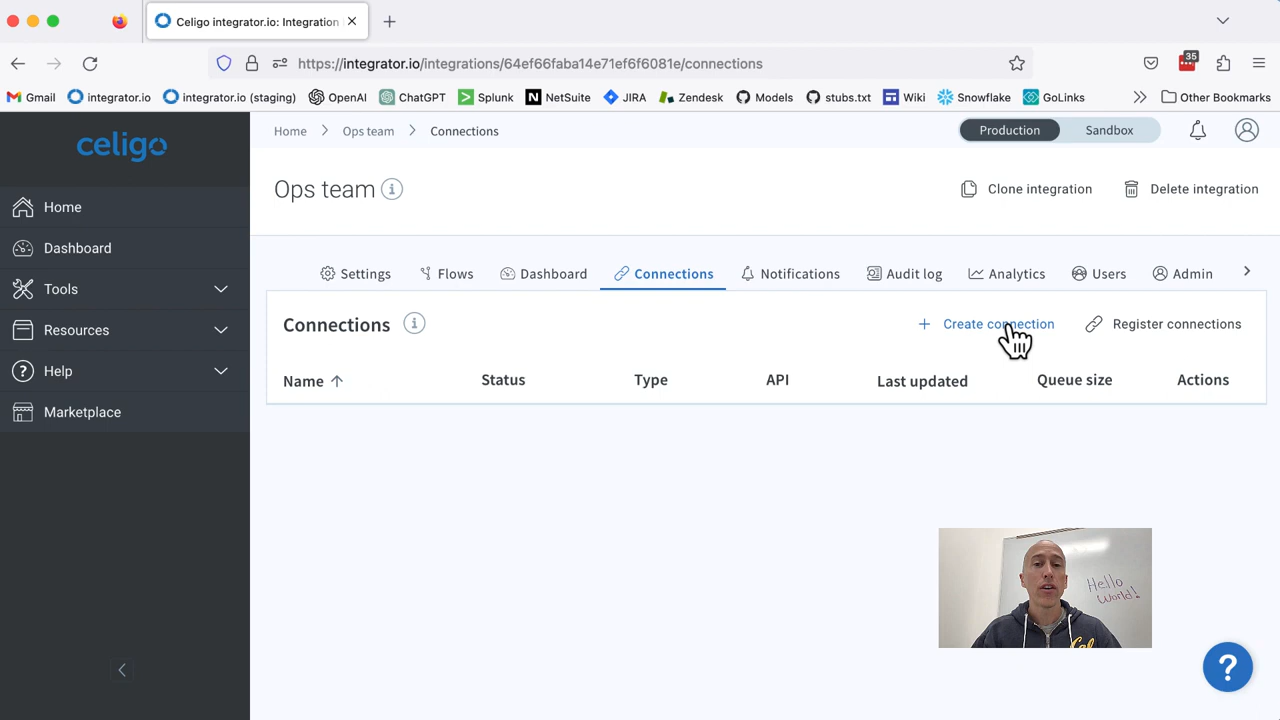 Celigo integrator.io: Integration
https://integrator.io/integrations/64ef66faba14e71ef6f6081e/connections
35
Gmail
integrator.io
integrator.io (staging)
OpenAI
ChatGPT
Splunk
NetSuite
JIRA
Zendesk
Models
stubs.txt
Wiki
Snowflake
GoLinks
Other Bookmarks
celigo
Home
Dashboard
Tools
Resources
Help
Marketplace
Home
Ops team
Connections
Production
Sandbox
Ops team
Clone integration
Delete integration
Settings
Flows
Dashboard
Connections
Notifications
Audit log
Analytics
Users
Admin
Connections
Create connection
Register connections
Name
Status
Type
API
Last updated
Queue size
Actions
Hello
World!
Cal